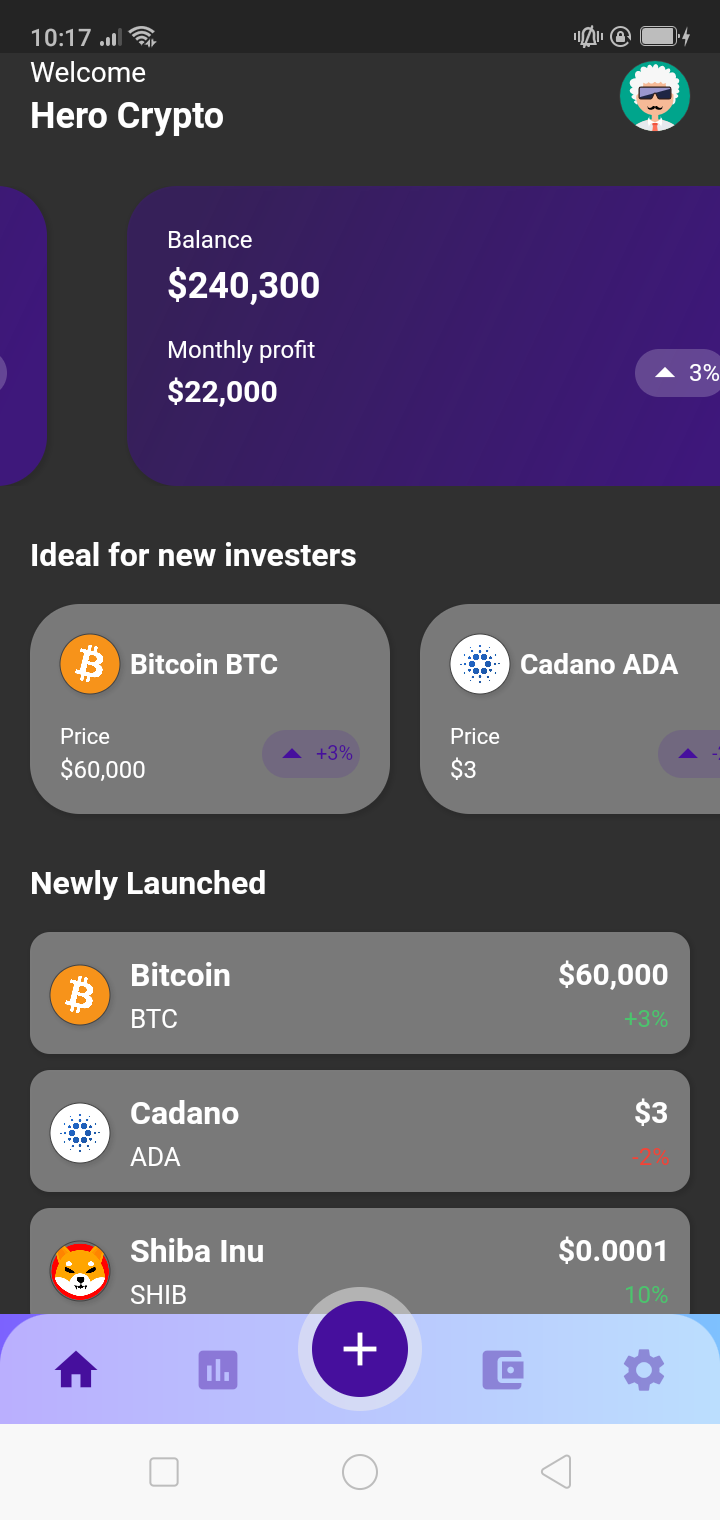 10:17
Welcome
Hero Crypto
Balance
$240,300
Monthly profit
$22,000
3%
Ideal for new investers
Bitcoin BTC
Price
$60,000
+3%
Cadano ADA
Price
$3
Newly Launched
Bitcoin
BTC
$60,000
+3%
Cadano
ADA
$3
-2%
Shiba Inu
SHIB
$0.0001
10%